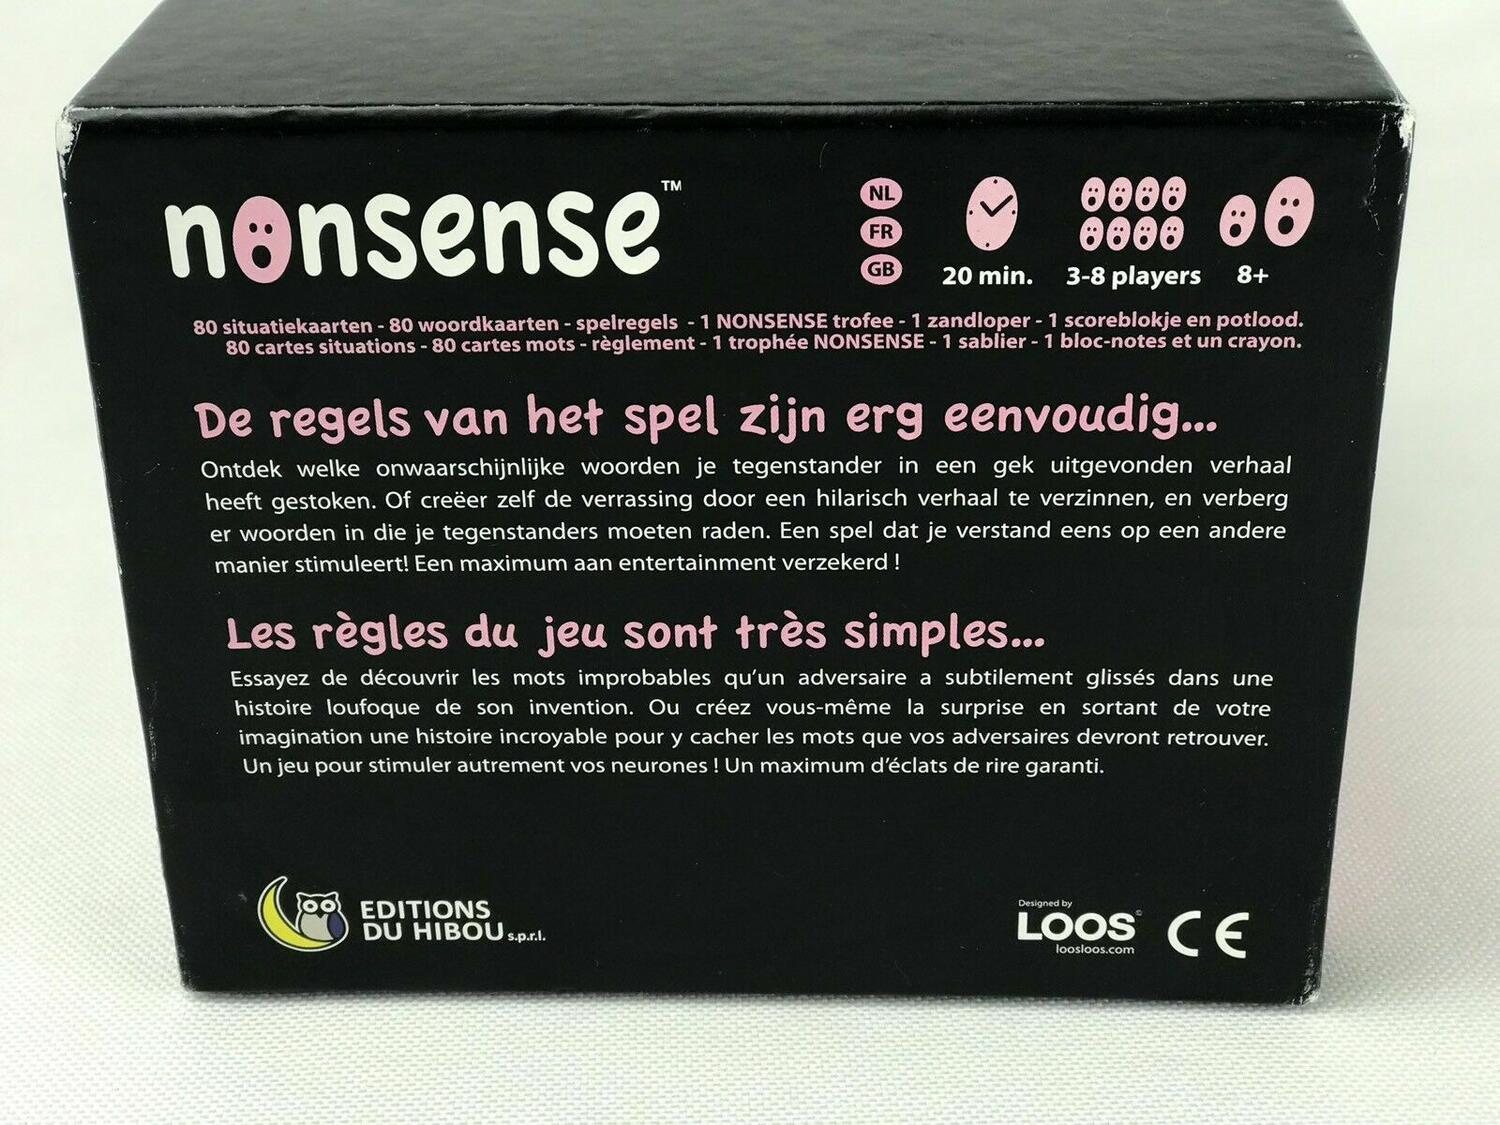 nonsense™
NL
FR
GB
20 min.
3-8 players
8+
80 situatiekaarten - 80 woordkaarten - spelregels - 1 NONSENSE trofee - 1 zandloper - 1 scoreblokje en potlood.
80 cartes situations - 80 cartes mots - règlement - 1 trophée NONSENSE - 1 sablier - 1 bloc-notes et un crayon.
De regels van het spel zijn erg eenvoudig...
Ontdek welke onwaarschijnlijke woorden je tegenstander in een gek uitgevonden verhaal
heeft gestoken. Of creëer zelf de verrassing door een hilarisch verhaal te verzinnen, en verberg
er woorden in die je tegenstanders moeten raden. Een spel dat je verstand eens op een andere
manier stimuleert! Een maximum aan entertainment verzekerd !
Les règles du jeu sont très simples...
Essayez de découvrir les mots improbables qu'un adversaire a subtilement glissés dans une
histoire loufoque de son invention. Ou créez vous-même la surprise en sortant de votre
imagination une histoire incroyable pour y cacher les mots que vos adversaires devront retrouver.
Un jeu pour stimuler autrement vos neurones ! Un maximum d'éclats de rire garanti.
EDITIONS
DU HIBOU s.p.r.l.
Designed by
LOOS©
loosloos.com
CE